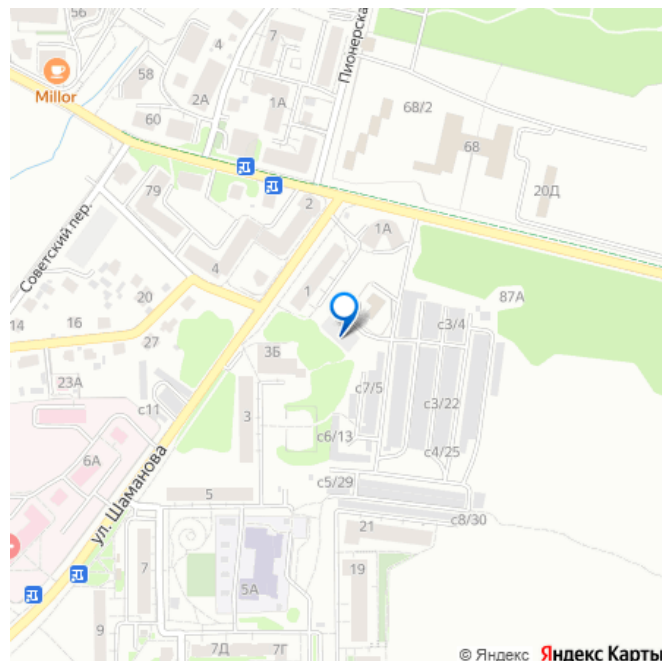 56
4
7
Пионерска
58
Millor
2А
1А
68/2
60
68
20Д
79
2
Советский пер.
1А
4
20
1
87А
14
16
с3/4
27
3Б
23А
с7/5
с11
3
с3/22
с6/13
6А
с4/25
ул. Шаманова
5
с5/29
21
с8/30
7
5А
19
9
7Д
7Г
© Яндекс Яндекс Карты